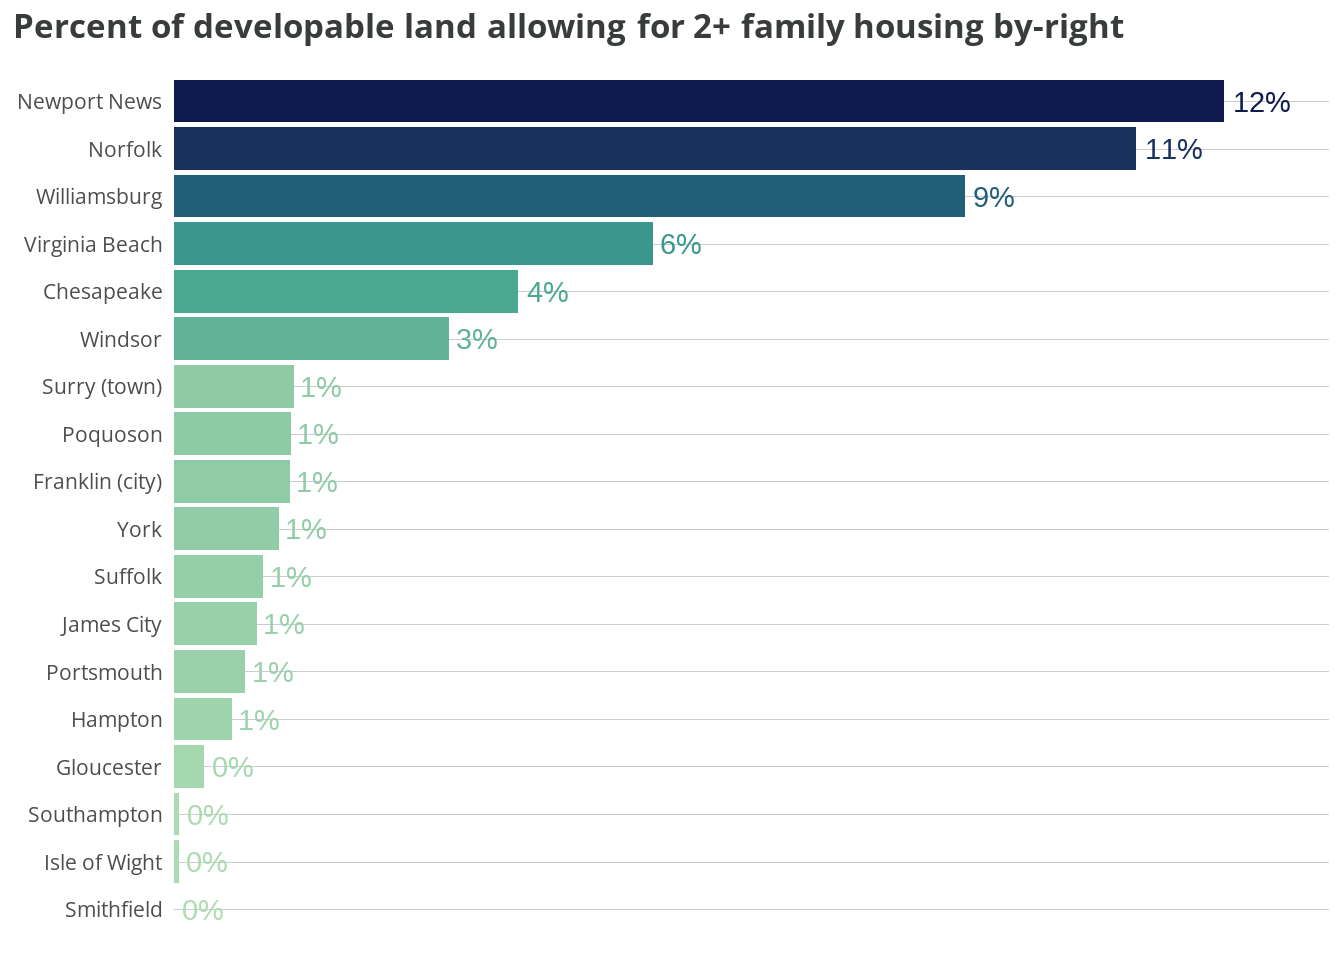 Percent of developable land allowing for 2+ family housing by-right
Newport News 12%
Norfolk 11%
Williamsburg 9%
Virginia Beach 6%
Chesapeake 4%
Windsor 3%
Surry (town) 1%
Poquoson 1%
Franklin (city) 1%
York 1%
Suffolk 1%
James City 1%
Portsmouth 1%
Hampton 1%
Gloucester 0%
Southampton 0%
Isle of Wight 0%
Smithfield 0%